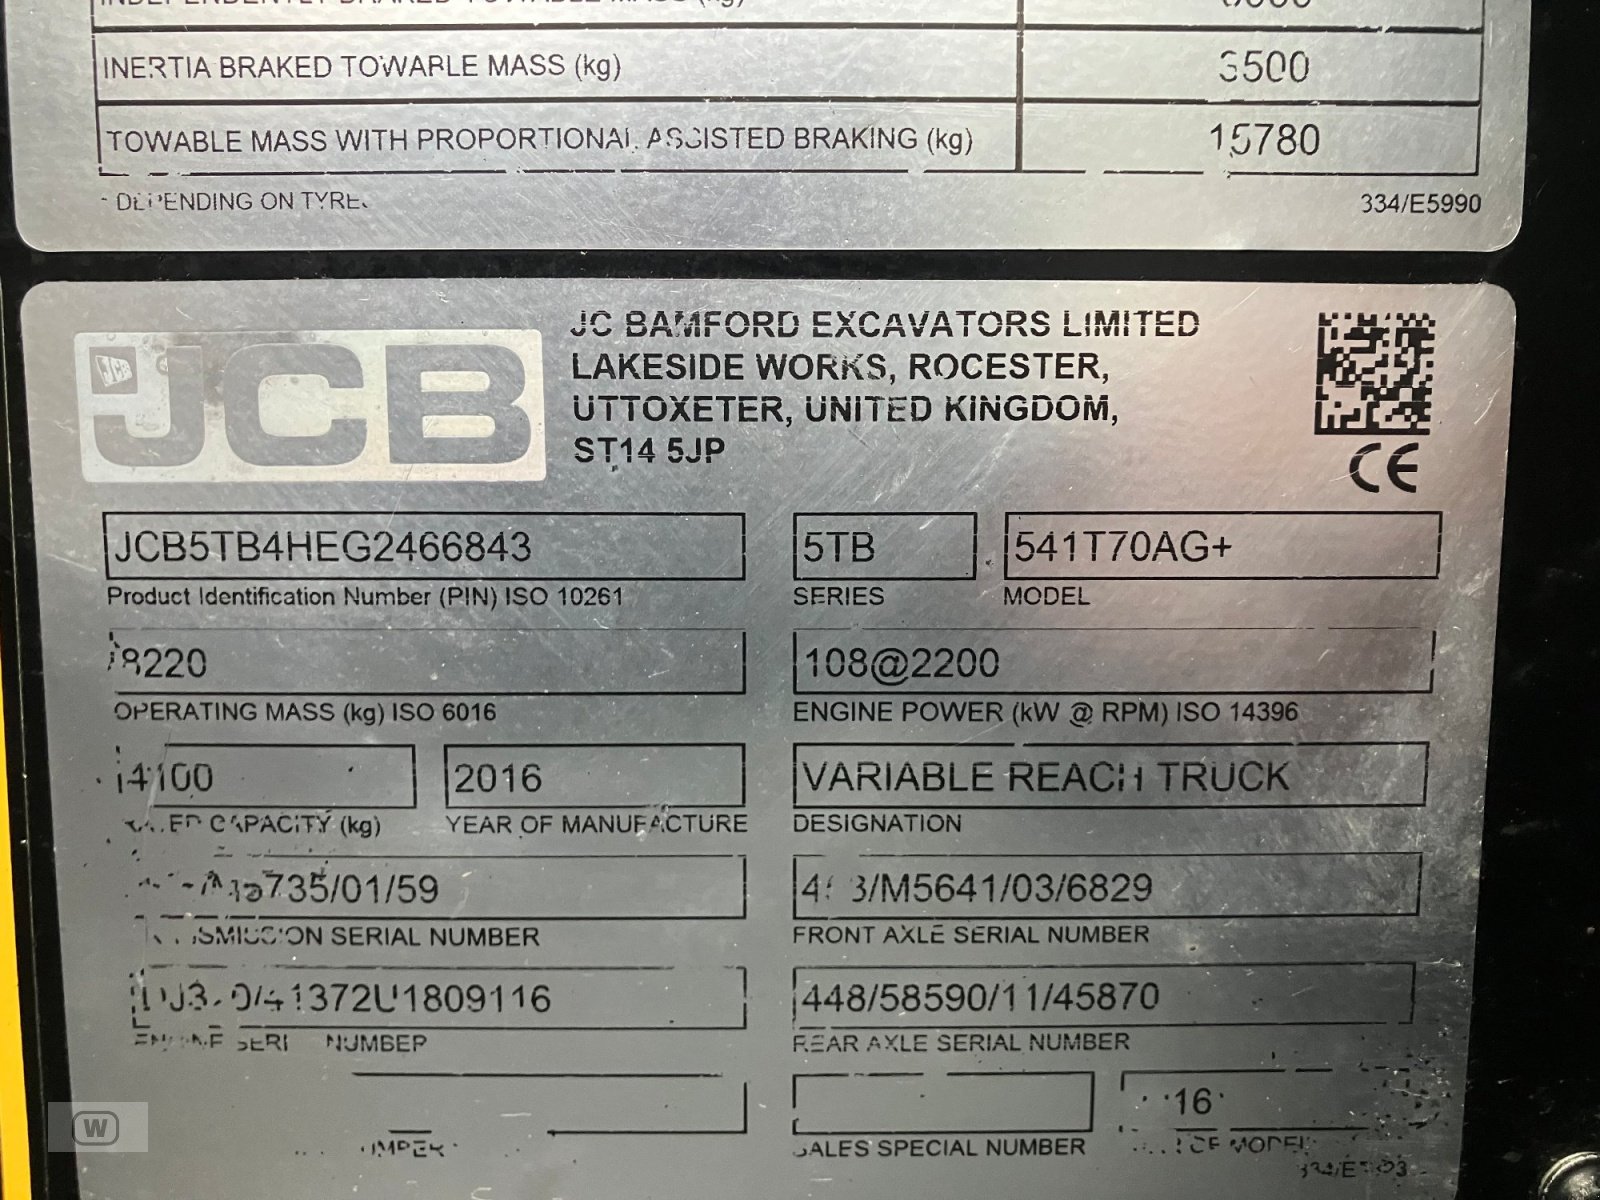 INERTIA BRAKED TOWABLE MASS (kg) 3500
TOWABLE MASS WITH PROPORTIONAL ASSISTED BRAKING (kg) 15780
DEPENDING ON TYRES
334/E5990
JCB
JC BAMFORD EXCAVATORS LIMITED
LAKESIDE WORKS, ROCESTER,
UTTOXETER, UNITED KINGDOM,
ST14 5JP
CE
JCB5TB4HEG2466843 5TB 541T70AG+
Product Identification Number (PIN) ISO 10261 SERIES MODEL
8220 108@2200
OPERATING MASS (kg) ISO 6016 ENGINE POWER (kW @ RPM) ISO 14396
4100 2016 VARIABLE REACH TRUCK
RATED CAPACITY (kg) YEAR OF MANUFACTURE DESIGNATION
/M5641/03/6829
TRANSMISSION SERIAL NUMBER FRONT AXLE SERIAL NUMBER
448/58590/11/45870
ENGINE SERIAL NUMBER REAR AXLE SERIAL NUMBER
16
SALES SPECIAL NUMBER
W